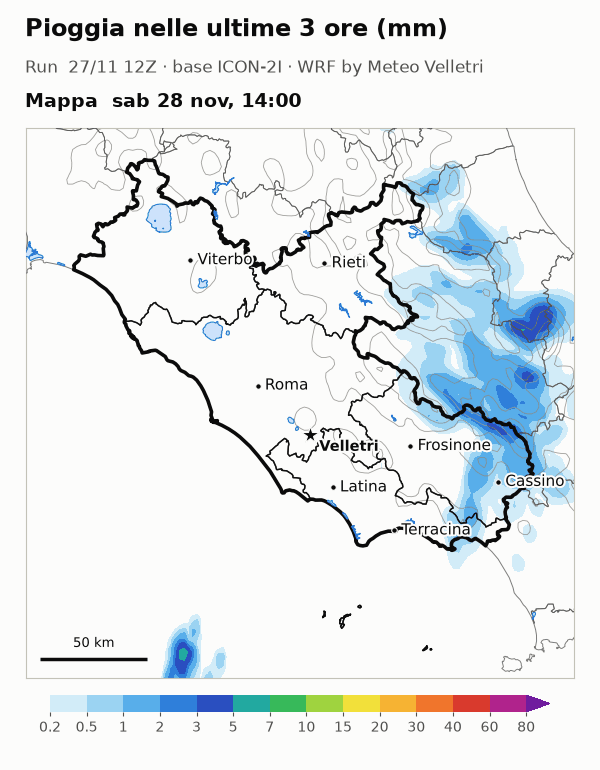 Pioggia nelle ultime 3 ore (mm)
Run  27/11 12Z · base ICON-2I · WRF by Meteo Velletri
Mappa  sab 28 nov, 14:00
Viterbo
Rieti
Roma
Velletri
Frosinone
Latina
Cassino
Terracina
50 km
0.2 0.5 1 2 3 5 7 10 15 20 30 40 60 80